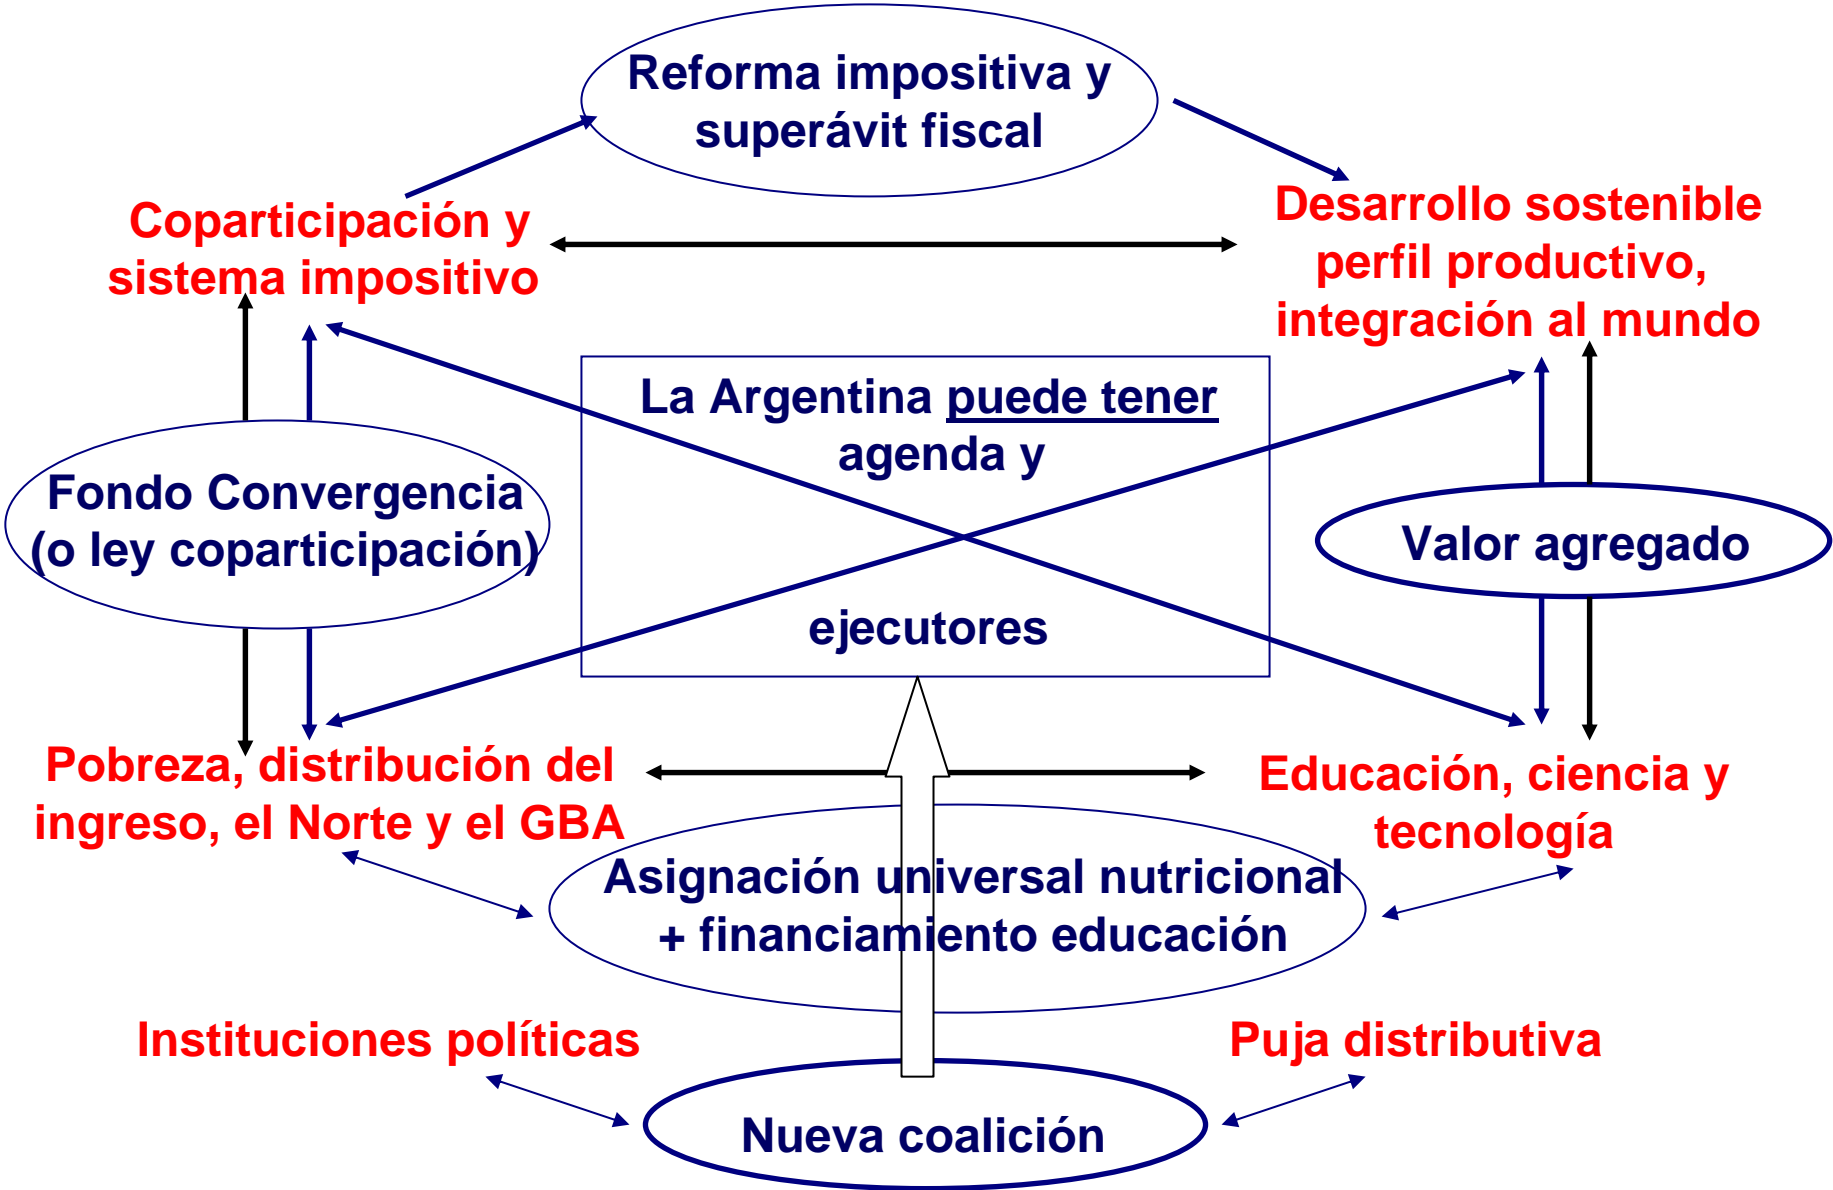 Reforma impositiva y
superávit fiscal
Coparticipación y
sistema impositivo
Desarrollo sostenible
perfil productivo,
integración al mundo
La Argentina puede tener
agenda y
ejecutores
Fondo Convergencia
(o ley coparticipación)
Valor agregado
Pobreza, distribución del
ingreso, el Norte y el GBA
Educación, ciencia y
tecnología
Asignación universal nutricional
+ financiamiento educación
Instituciones políticas
Puja distributiva
Nueva coalición